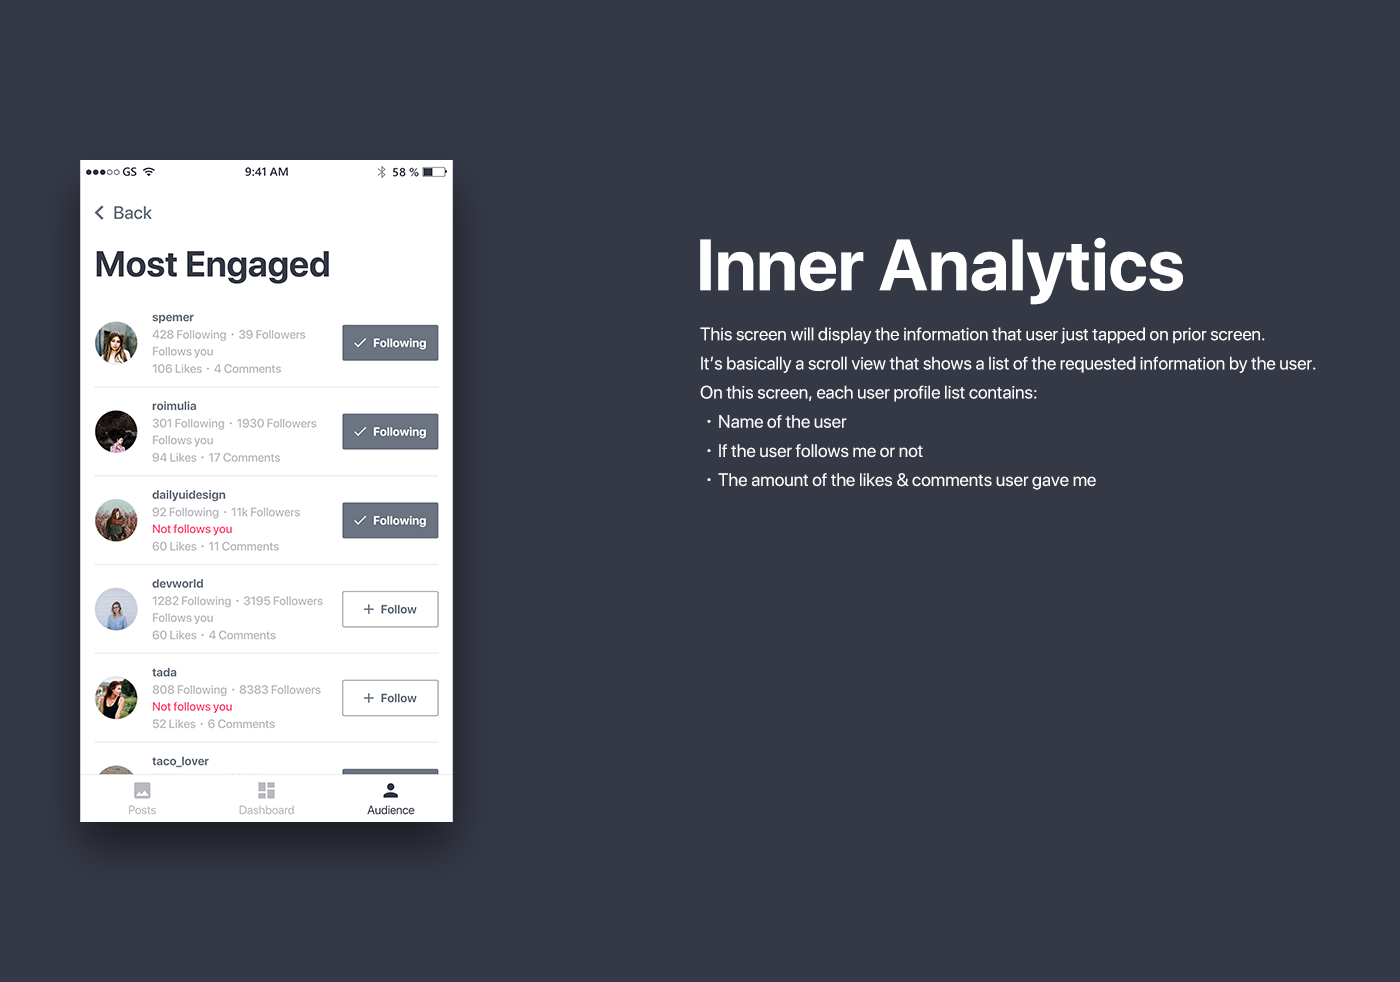 GS
9:41 AM
58 %
Back
Most Engaged
spemer
428 Following・39 Followers
Follows you
106 Likes・4 Comments
Following
roimulia
301 Following・1930 Followers
Follows you
94 Likes・17 Comments
Following
dailyuidesign
92 Following・11k Followers
Not follows you
60 Likes・11 Comments
Following
devworld
1282 Following・3195 Followers
Follows you
60 Likes・4 Comments
Follow
tada
808 Following・8383 Followers
Not follows you
52 Likes・6 Comments
Follow
taco_lover
Posts
Dashboard
Audience
Inner Analytics
This screen will display the information that user just tapped on prior screen.
It's basically a scroll view that shows a list of the requested information by the user.
On this screen, each user profile list contains:
・Name of the user
・If the user follows me or not
・The amount of the likes & comments user gave me